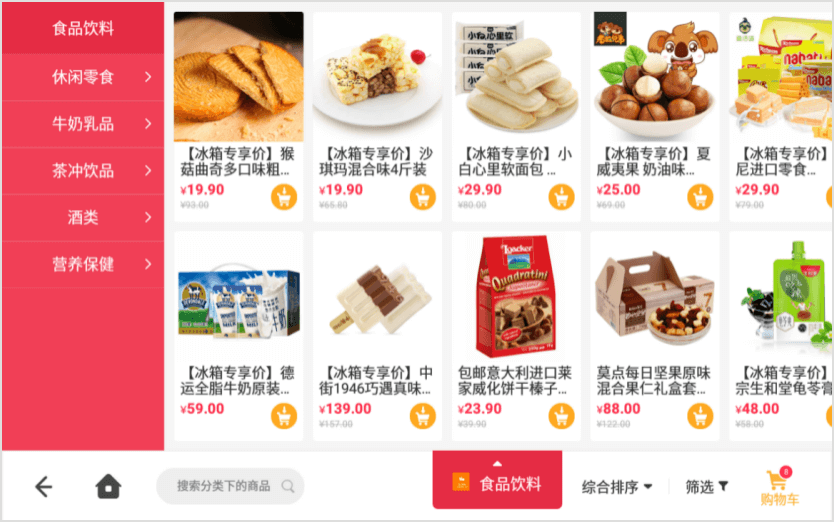 食品饮料
休闲零食
牛奶乳品
茶冲饮品
酒类
营养保健
【冰箱专享价】猴
菇曲奇多口味粗...
¥19.90
¥93.00
【冰箱专享价】沙
琪玛混合味4斤装
¥19.90
¥65.80
小白心里软
【冰箱专享价】小
白心里软面包 ...
¥29.90
¥80.00
【冰箱专享价】夏
威夷果 奶油味...
¥25.00
¥69.00
nabati
【冰箱专享价】
尼进口零食...
¥29.90
¥79.00
牛奶
【冰箱专享价】德
运全脂牛奶原装...
¥59.00
【冰箱专享价】中
街1946巧遇真味...
¥139.00
¥157.00
Loacker
Quadratini
包邮意大利进口莱
家威化饼干榛子...
¥23.90
¥39.90
7
莫点每日坚果原味
混合果仁礼盒套...
¥88.00
¥122.00
【冰箱专享价】
宗生和堂龟苓膏
¥48.00
¥58.00
搜索分类下的商品
食品饮料
综合排序
筛选
8
购物车